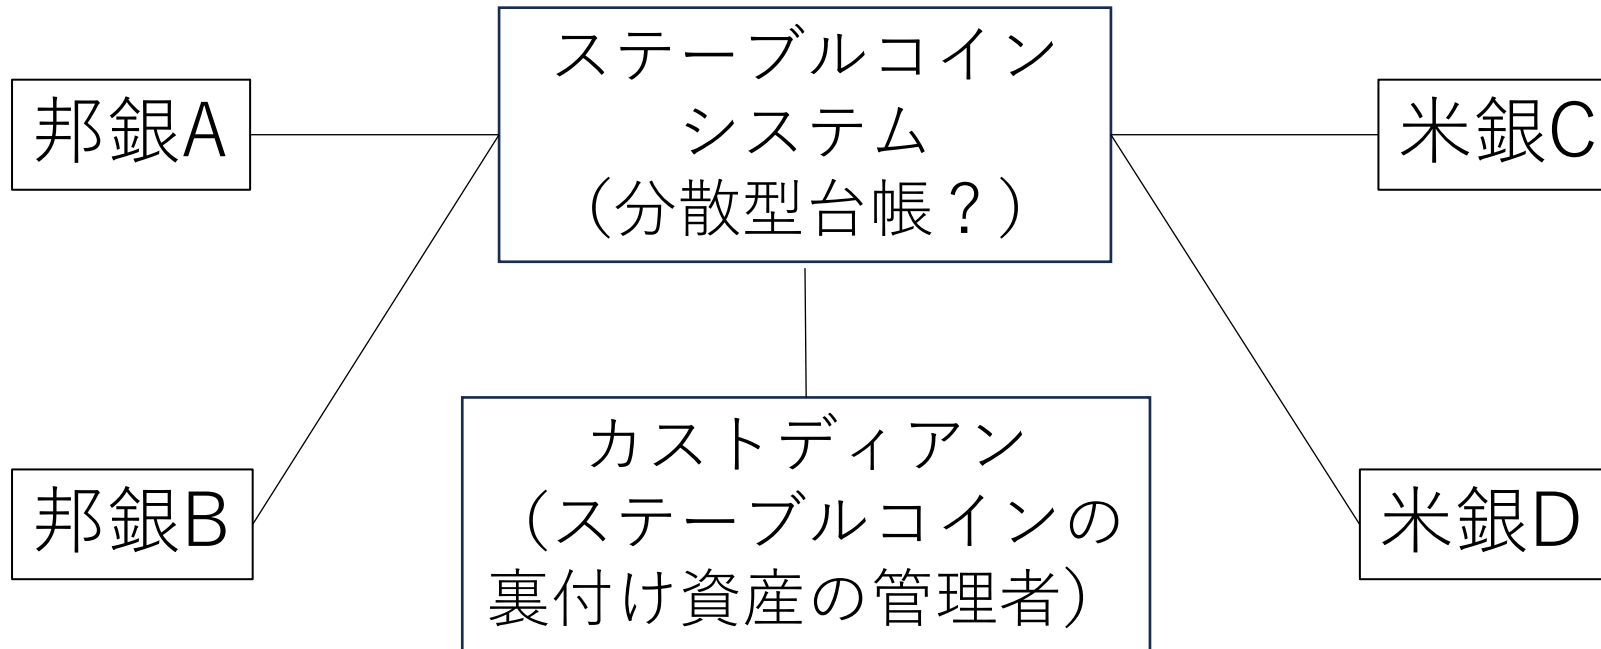 ステーブルコイン
システム
（分散型台帳？）
邦銀A
米銀C
カストディアン
（ステーブルコインの
裏付け資産の管理者）
邦銀B
米銀D